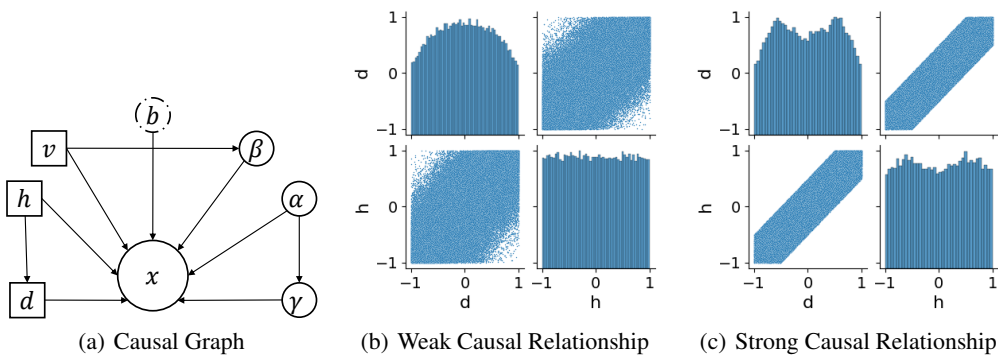 b
v
β
h
α
x
d
γ
(a) Causal Graph
1
d
0
−1
1
h
0
−1
−1 0 1 −1 0 1
d h
(b) Weak Causal Relationship
1
d
0
−1
1
h
0
−1
−1 0 1 −1 0 1
d h
(c) Strong Causal Relationship